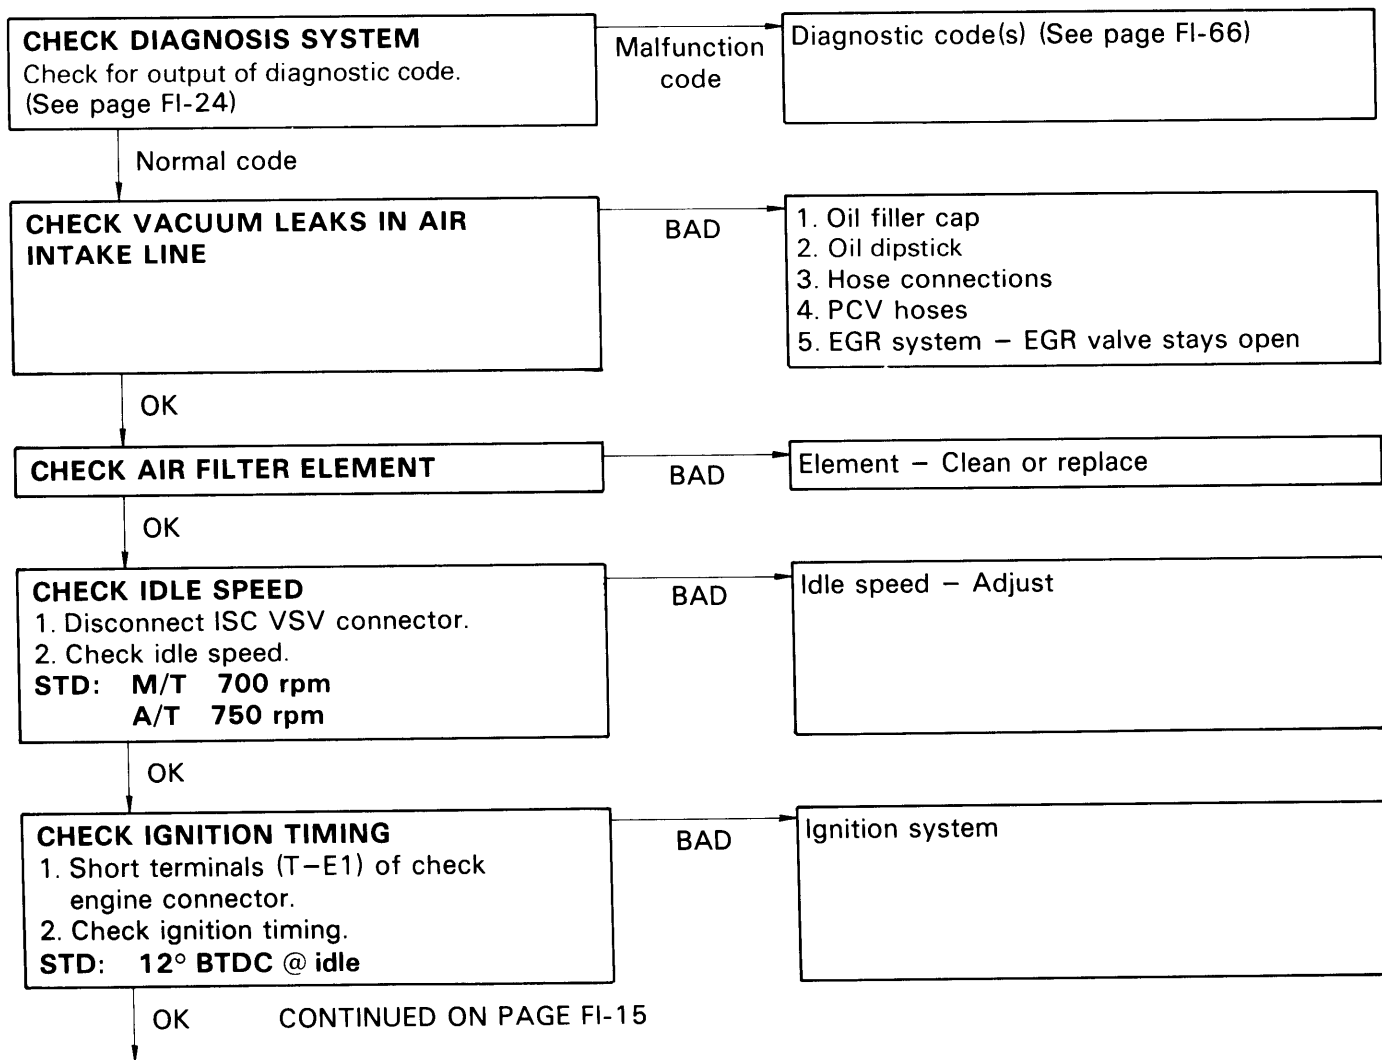 CHECK DIAGNOSIS SYSTEM
Check for output of diagnostic code.
(See page FI-24)
Malfunction
code
Diagnostic code(s) (See page FI-66)
Normal code
CHECK VACUUM LEAKS IN AIR
INTAKE LINE
BAD
1. Oil filler cap
2. Oil dipstick
3. Hose connections
4. PCV hoses
5. EGR system – EGR valve stays open
OK
CHECK AIR FILTER ELEMENT
BAD
Element – Clean or replace
OK
CHECK IDLE SPEED
1. Disconnect ISC VSV connector.
2. Check idle speed.
STD: M/T 700 rpm
A/T 750 rpm
BAD
Idle speed – Adjust
OK
CHECK IGNITION TIMING
1. Short terminals (T–E1) of check
engine connector.
2. Check ignition timing.
STD: 12° BTDC @ idle
BAD
Ignition system
OK
CONTINUED ON PAGE FI-15